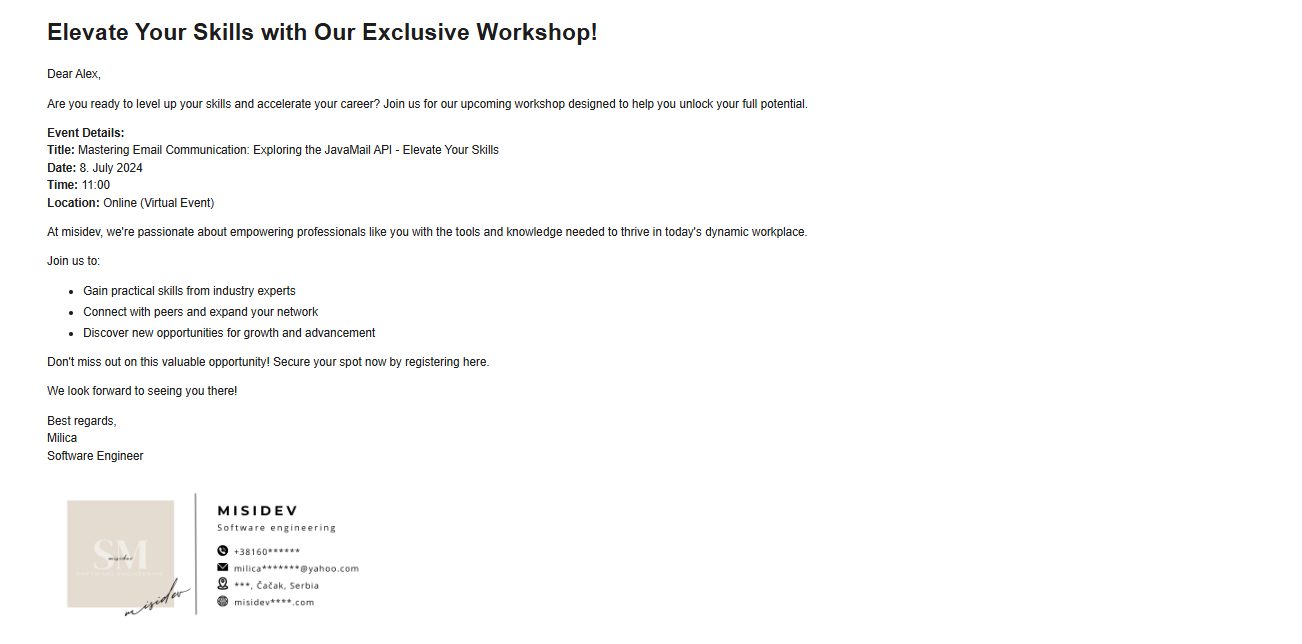 Elevate Your Skills with Our Exclusive Workshop!
Dear Alex,
Are you ready to level up your skills and accelerate your career? Join us for our upcoming workshop designed to help you unlock your full potential.
Event Details:
Title: Mastering Email Communication: Exploring the JavaMail API - Elevate Your Skills
Date: 8. July 2024
Time: 11:00
Location: Online (Virtual Event)
At misidev, we're passionate about empowering professionals like you with the tools and knowledge needed to thrive in today's dynamic workplace.
Join us to:
• Gain practical skills from industry experts
• Connect with peers and expand your network
• Discover new opportunities for growth and advancement
Don't miss out on this valuable opportunity! Secure your spot now by registering here.
We look forward to seeing you there!
Best regards,
Milica
Software Engineer
SM
misidev
misidev
MISIDEV
Software engineering
+38160******
milica*******@yahoo.com
***, Čačak, Serbia
misidev****.com